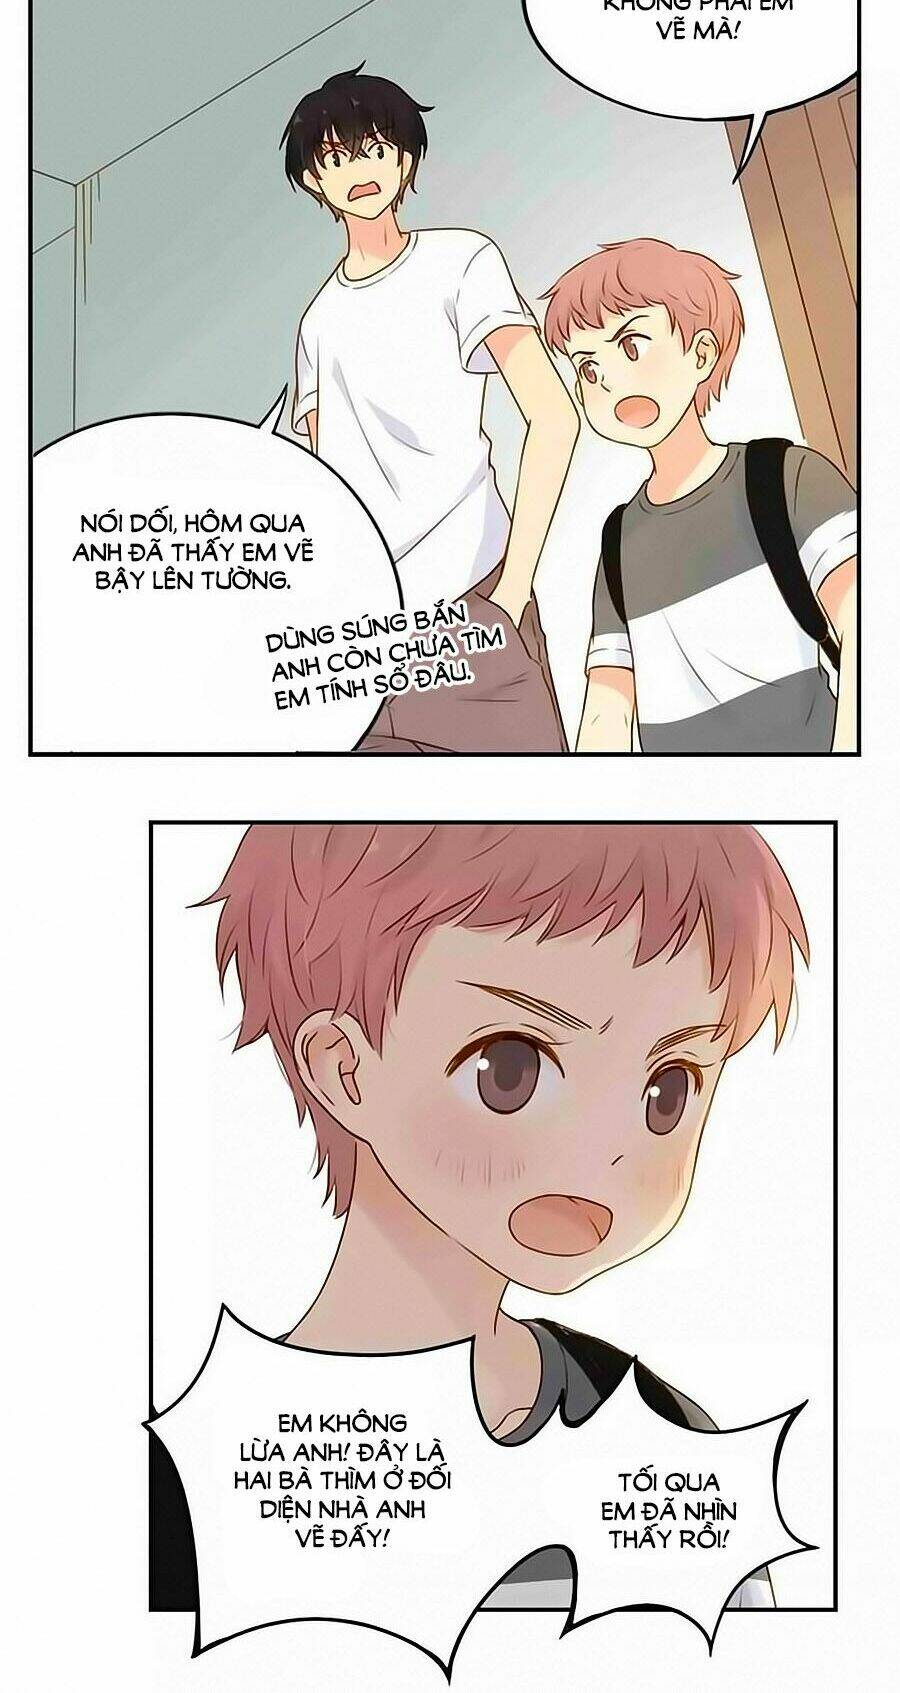 KHÔNG PHẢI EM
VẼ MÀ!
NÓI DỐI, HÔM QUA
ANH ĐÃ THẤY EM VẼ
BẬY LÊN TƯỜNG.
DÙNG SÚNG BẮN
ANH CÒN CHƯA TÌM
EM TÍNH SỔ ĐÂU.
EM KHÔNG
LỪA ANH! ĐÂY LÀ
HAI BÀ THÌM Ở ĐỐI
DIỆN NHÀ ANH
VẼ ĐẤY!
TỐI QUA
EM ĐÃ NHÌN
THẤY RỒI!